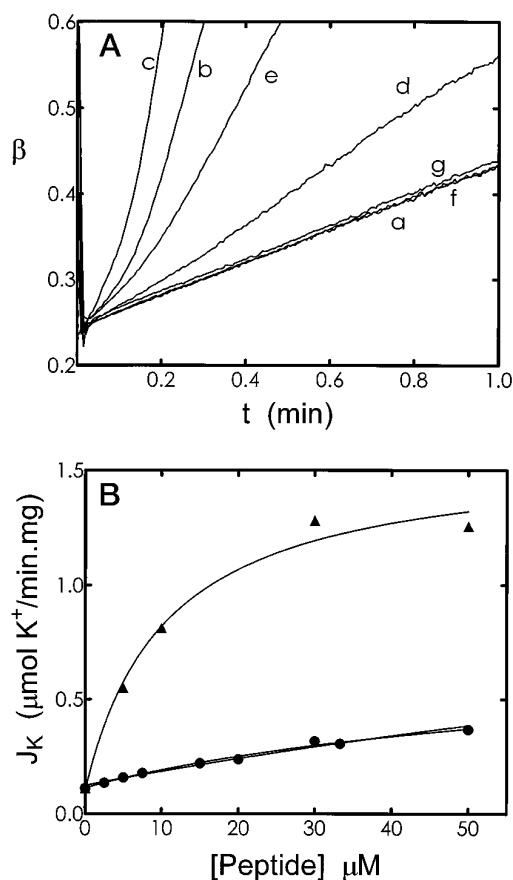 A
0.6
0.5
0.4
0.3
0.2
β
c
b
e
d
g
f
a
0.2 0.4 0.6 0.8 1.0
t (min)
B
1.5
1.0
0.5
0.0
J_K (μmol K⁺/min.mg)
0 10 20 30 40 50
[Peptide] μM